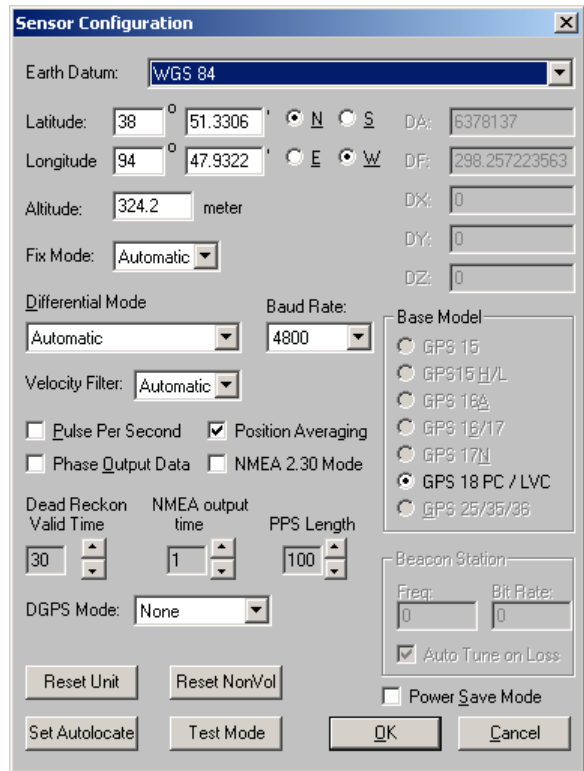 Sensor Configuration
Earth Datum: WGS 84
Latitude: 38 o 51.3306 ' N S
Longitude 94 o 47.9322 ' E W
Altitude: 324.2 meter
Fix Mode: Automatic
DA: 6378137
DF: 298.257223563
DX: 0
DY: 0
DZ: 0
Differential Mode
Automatic
Baud Rate:
4800
Velocity Filter: Automatic
Pulse Per Second Position Averaging
Phase Output Data NMEA 2.30 Mode
Dead Reckon
Valid Time
30
NMEA output
time
1
PPS Length
100
DGPS Mode: None
Base Model
GPS 15
GPS15 H/L
GPS 16A
GPS 16/17
GPS 17N
GPS 18 PC / LVC
GPS 25/35/36
Beacon Station
Freq: Bit Rate:
0 0
Auto Tune on Loss
Power Save Mode
Reset Unit Reset NonVol
Set Autolocate Test Mode OK Cancel